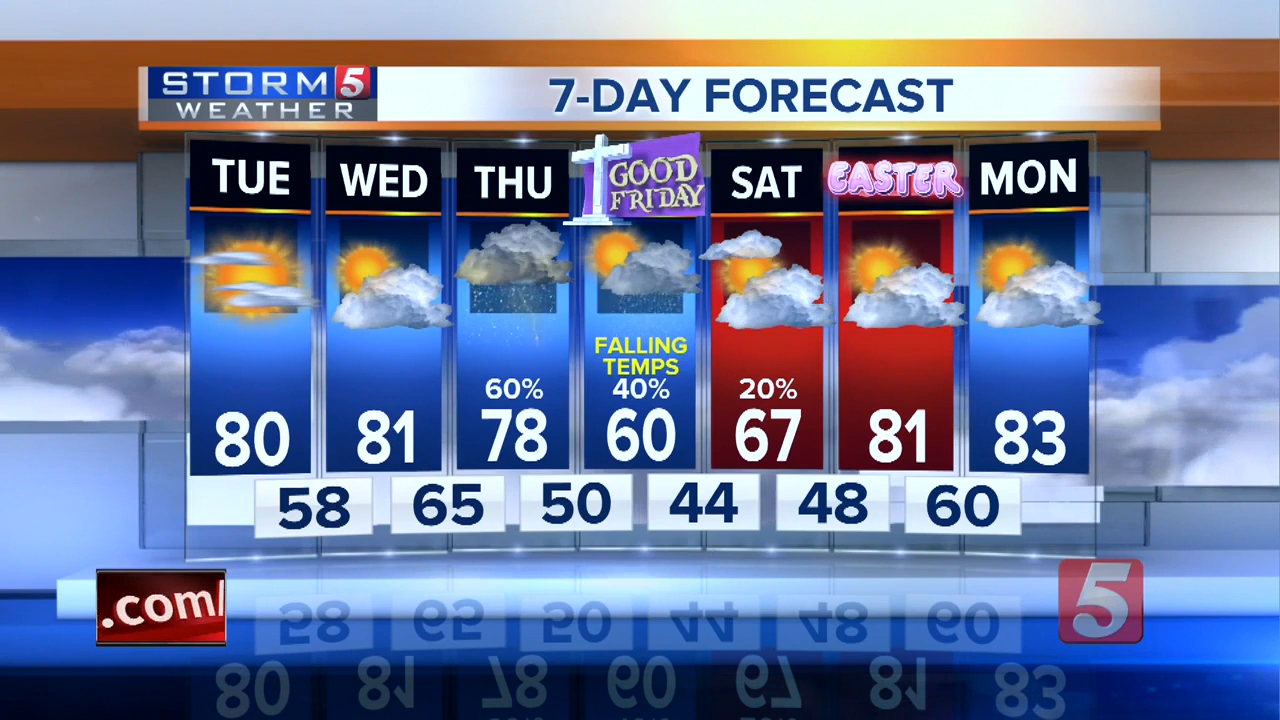 STORM 5
WEATHER
7-DAY FORECAST
TUE WED THU GOOD FRIDAY SAT EASTER MON
FALLING
TEMPS
60% 40% 20%
80 81 78 60 67 81 83
58 65 50 44 48 60
.com/
5